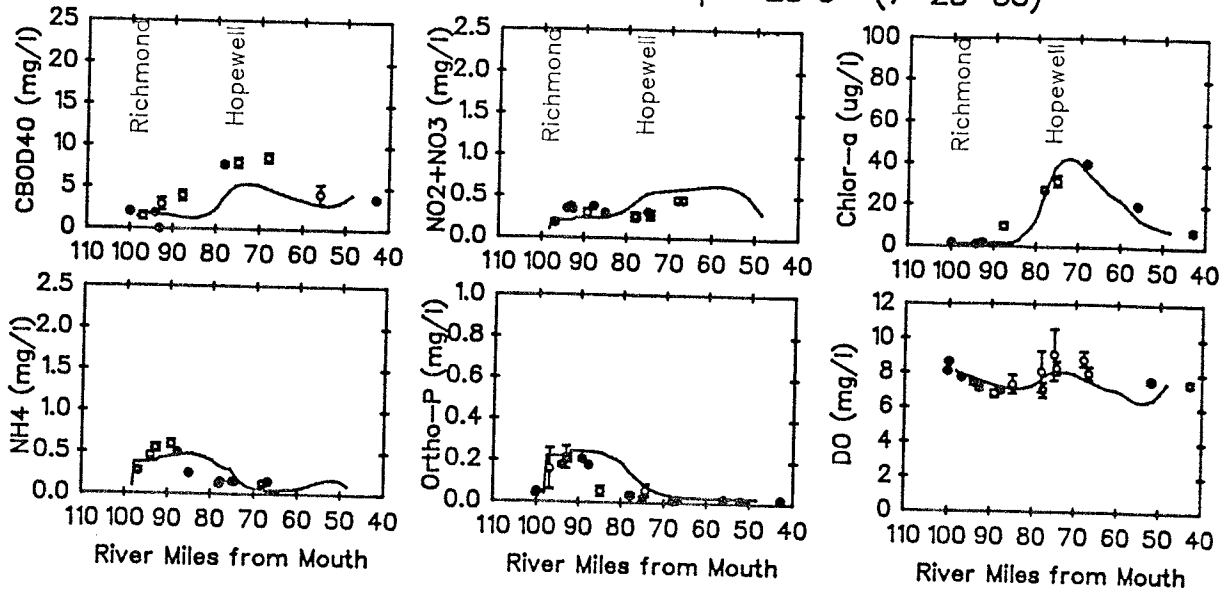 CBOD40 (mg/l)
25
20
15
10
5
0
Richmond
Hopewell
110 100 90 80 70 60 50 40
NO2+NO3 (mg/l)
2.5
2.0
1.5
1.0
0.5
0.0
Richmond
Hopewell
110 100 90 80 70 60 50 40
Chlor-a (ug/l)
100
80
60
40
20
0
Richmond
Hopewell
110 100 90 80 70 60 50 40
NH4 (mg/l)
2.5
2.0
1.5
1.0
0.5
0.0
110 100 90 80 70 60 50 40
River Miles from Mouth
Ortho-P (mg/l)
1.0
0.8
0.6
0.4
0.2
0.0
110 100 90 80 70 60 50 40
River Miles from Mouth
DO (mg/l)
12
10
8
6
4
2
0
110 100 90 80 70 60 50 40
River Miles from Mouth